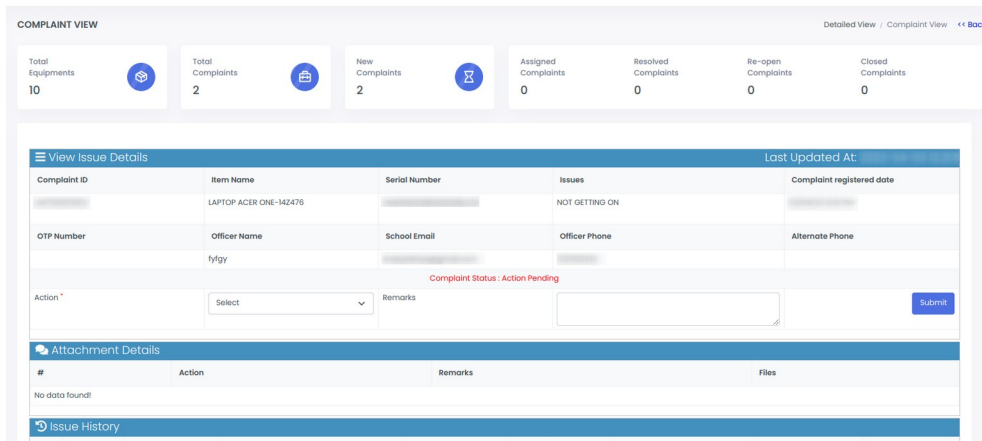 COMPLAINT VIEW
Detailed View / Complaint View << Bac
Total Equipments
10
Total Complaints
2
New Complaints
2
Assigned Complaints
0
Resolved Complaints
0
Re-open Complaints
0
Closed Complaints
0
View Issue Details Last Updated At:
Complaint ID Item Name Serial Number Issues Complaint registered date
LAPTOP ACER ONE-14Z476 NOT GETTING ON
OTP Number Officer Name School Email Officer Phone Alternate Phone
fyfgy
Complaint Status : Action Pending
Action * Select Remarks Submit
Attachment Details
# Action Remarks Files
No data found!
Issue History